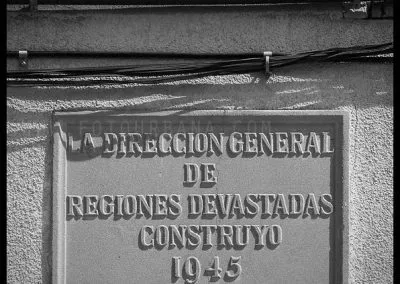 LA DIRECCION GENERAL
DE
REGIONES DEVASTADAS
CONSTRUYO
1945